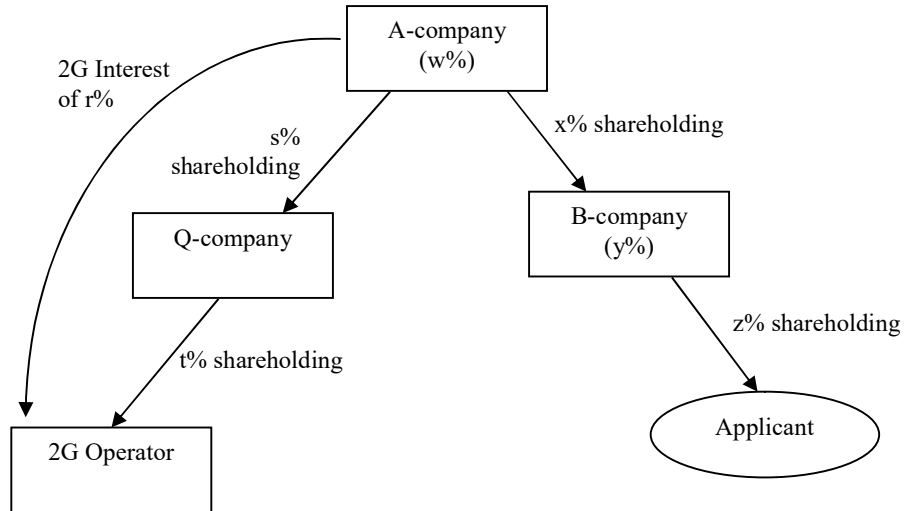 A-company
(w%)
2G Interest
of r%
s%
shareholding
x% shareholding
Q-company
B-company
(y%)
t% shareholding
z% shareholding
2G Operator
Applicant